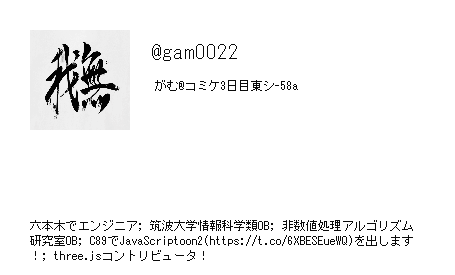 無我
@gam0022
がむ@コミケ3日目東シ-58a
六本木でエンジニア; 筑波大学情報科学類OB; 非数値処理アルゴリズム
研究室OB; C89でJavaScriptoon2(https://t.co/6XBESEueWQ)を出します
！; three.jsコントリビュータ！